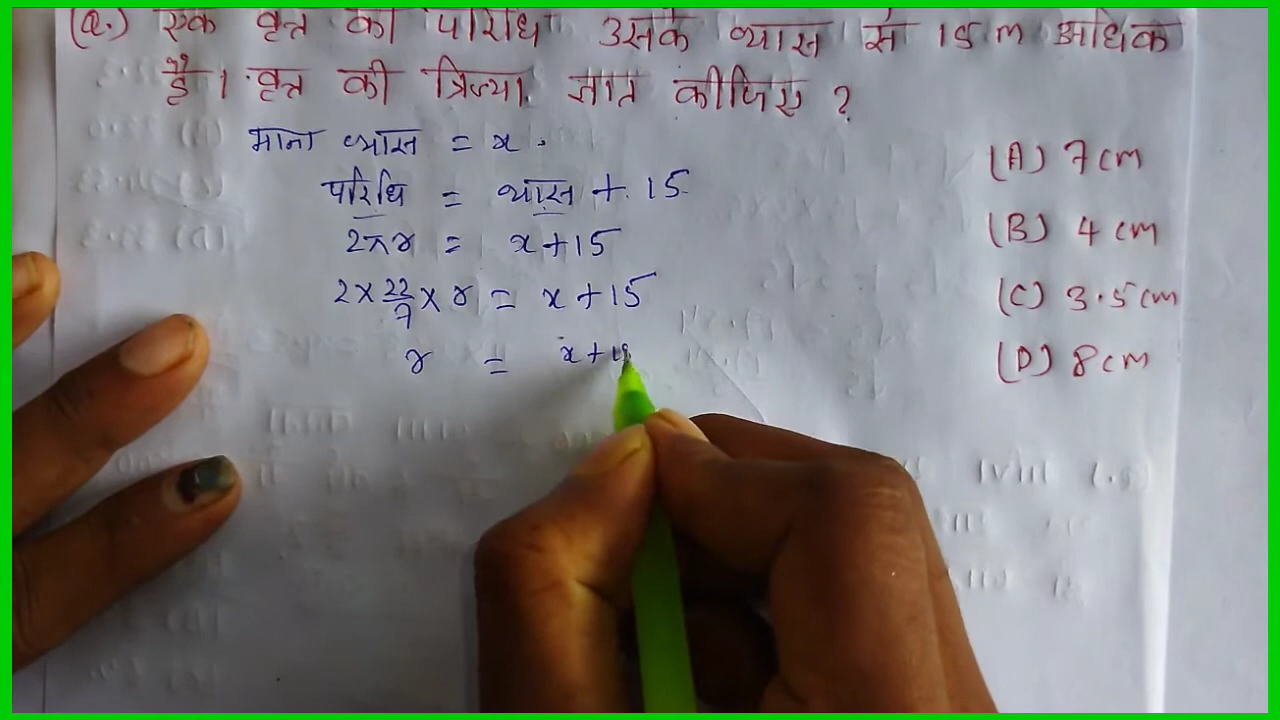 (Q.) एक वृत्त की परिधि उसके व्यास से 15 m अधिक
है। वृत्त की त्रिज्या ज्ञात कीजिए ?
माना व्यास = x.
परिधि = व्यास + 15
2πr = x+15
2×22/7×r = x+15
r = x+1
(A) 7 cm
(B) 4 cm
(C) 3.5 cm
(D) 8 cm